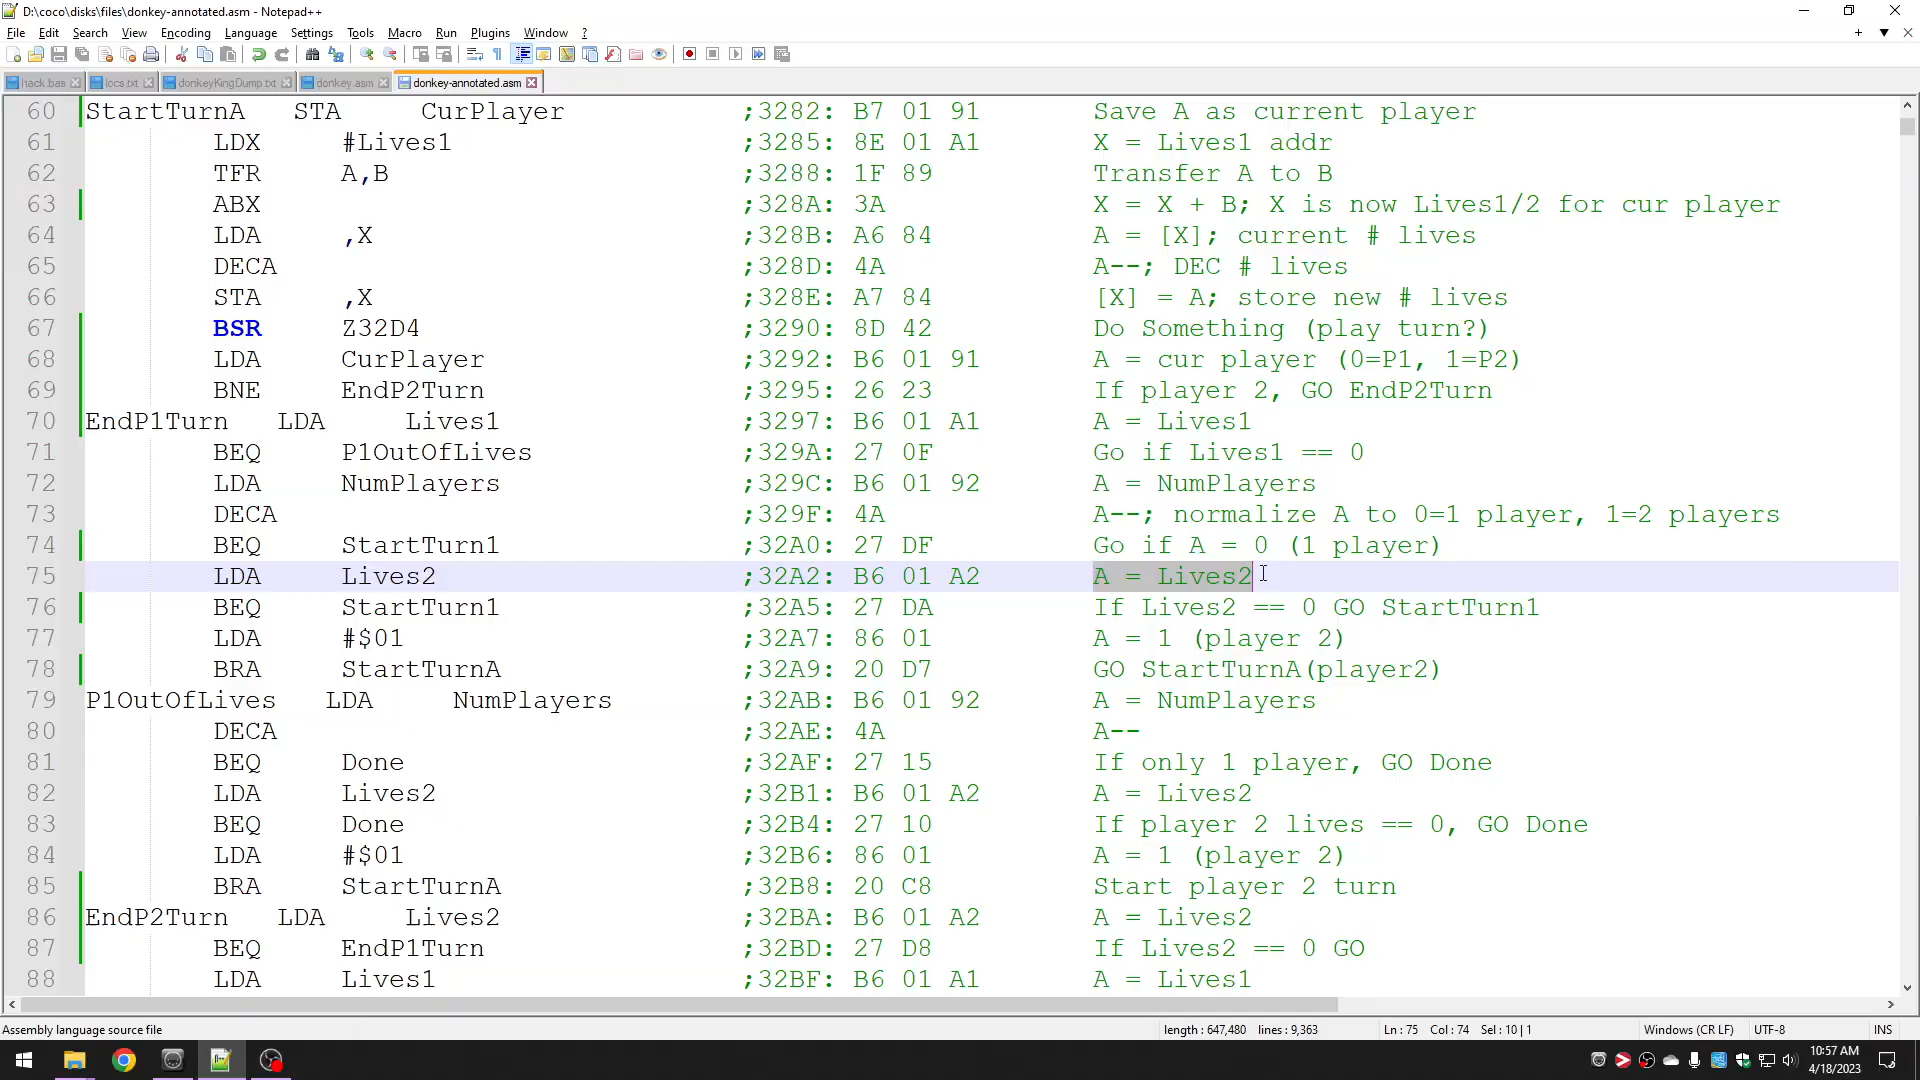 D:\coco\disks\files\donkey-annotated.asm - Notepad++
File Edit Search View Encoding Language Settings Tools Macro Run Plugins Window ?
hack.bas locs.txt donkeyKingDump.txt donkey.asm donkey-annotated.asm
60 StartTurnA STA CurPlayer ;3282: B7 01 91 Save A as current player
61 LDX #Lives1 ;3285: 8E 01 A1 X = Lives1 addr
62 TFR A,B ;3288: 1F 89 Transfer A to B
63 ABX ;328A: 3A X = X + B; X is now Lives1/2 for cur player
64 LDA ,X ;328B: A6 84 A = [X]; current # lives
65 DECA ;328D: 4A A--; DEC # lives
66 STA ,X ;328E: A7 84 [X] = A; store new # lives
67 BSR Z32D4 ;3290: 8D 42 Do Something (play turn?)
68 LDA CurPlayer ;3292: B6 01 91 A = cur player (0=P1, 1=P2)
69 BNE EndP2Turn ;3295: 26 23 If player 2, GO EndP2Turn
70 EndP1Turn LDA Lives1 ;3297: B6 01 A1 A = Lives1
71 BEQ P1OutOfLives ;329A: 27 0F Go if Lives1 == 0
72 LDA NumPlayers ;329C: B6 01 92 A = NumPlayers
73 DECA ;329F: 4A A--; normalize A to 0=1 player, 1=2 players
74 BEQ StartTurn1 ;32A0: 27 DF Go if A = 0 (1 player)
75 LDA Lives2 ;32A2: B6 01 A2 A = Lives2
76 BEQ StartTurn1 ;32A5: 27 DA If Lives2 == 0 GO StartTurn1
77 LDA #$01 ;32A7: 86 01 A = 1 (player 2)
78 BRA StartTurnA ;32A9: 20 D7 GO StartTurnA(player2)
79 P1OutOfLives LDA NumPlayers ;32AB: B6 01 92 A = NumPlayers
80 DECA ;32AE: 4A A--
81 BEQ Done ;32AF: 27 15 If only 1 player, GO Done
82 LDA Lives2 ;32B1: B6 01 A2 A = Lives2
83 BEQ Done ;32B4: 27 10 If player 2 lives == 0, GO Done
84 LDA #$01 ;32B6: 86 01 A = 1 (player 2)
85 BRA StartTurnA ;32B8: 20 C8 Start player 2 turn
86 EndP2Turn LDA Lives2 ;32BA: B6 01 A2 A = Lives2
87 BEQ EndP1Turn ;32BD: 27 D8 If Lives2 == 0 GO
88 LDA Lives1 ;32BF: B6 01 A1 A = Lives1
Assembly language source file length : 647,480 lines : 9,363 Ln : 75 Col : 74 Sel : 10 | 1 Windows (CR LF) UTF-8 INS
10:57 AM
4/18/2023